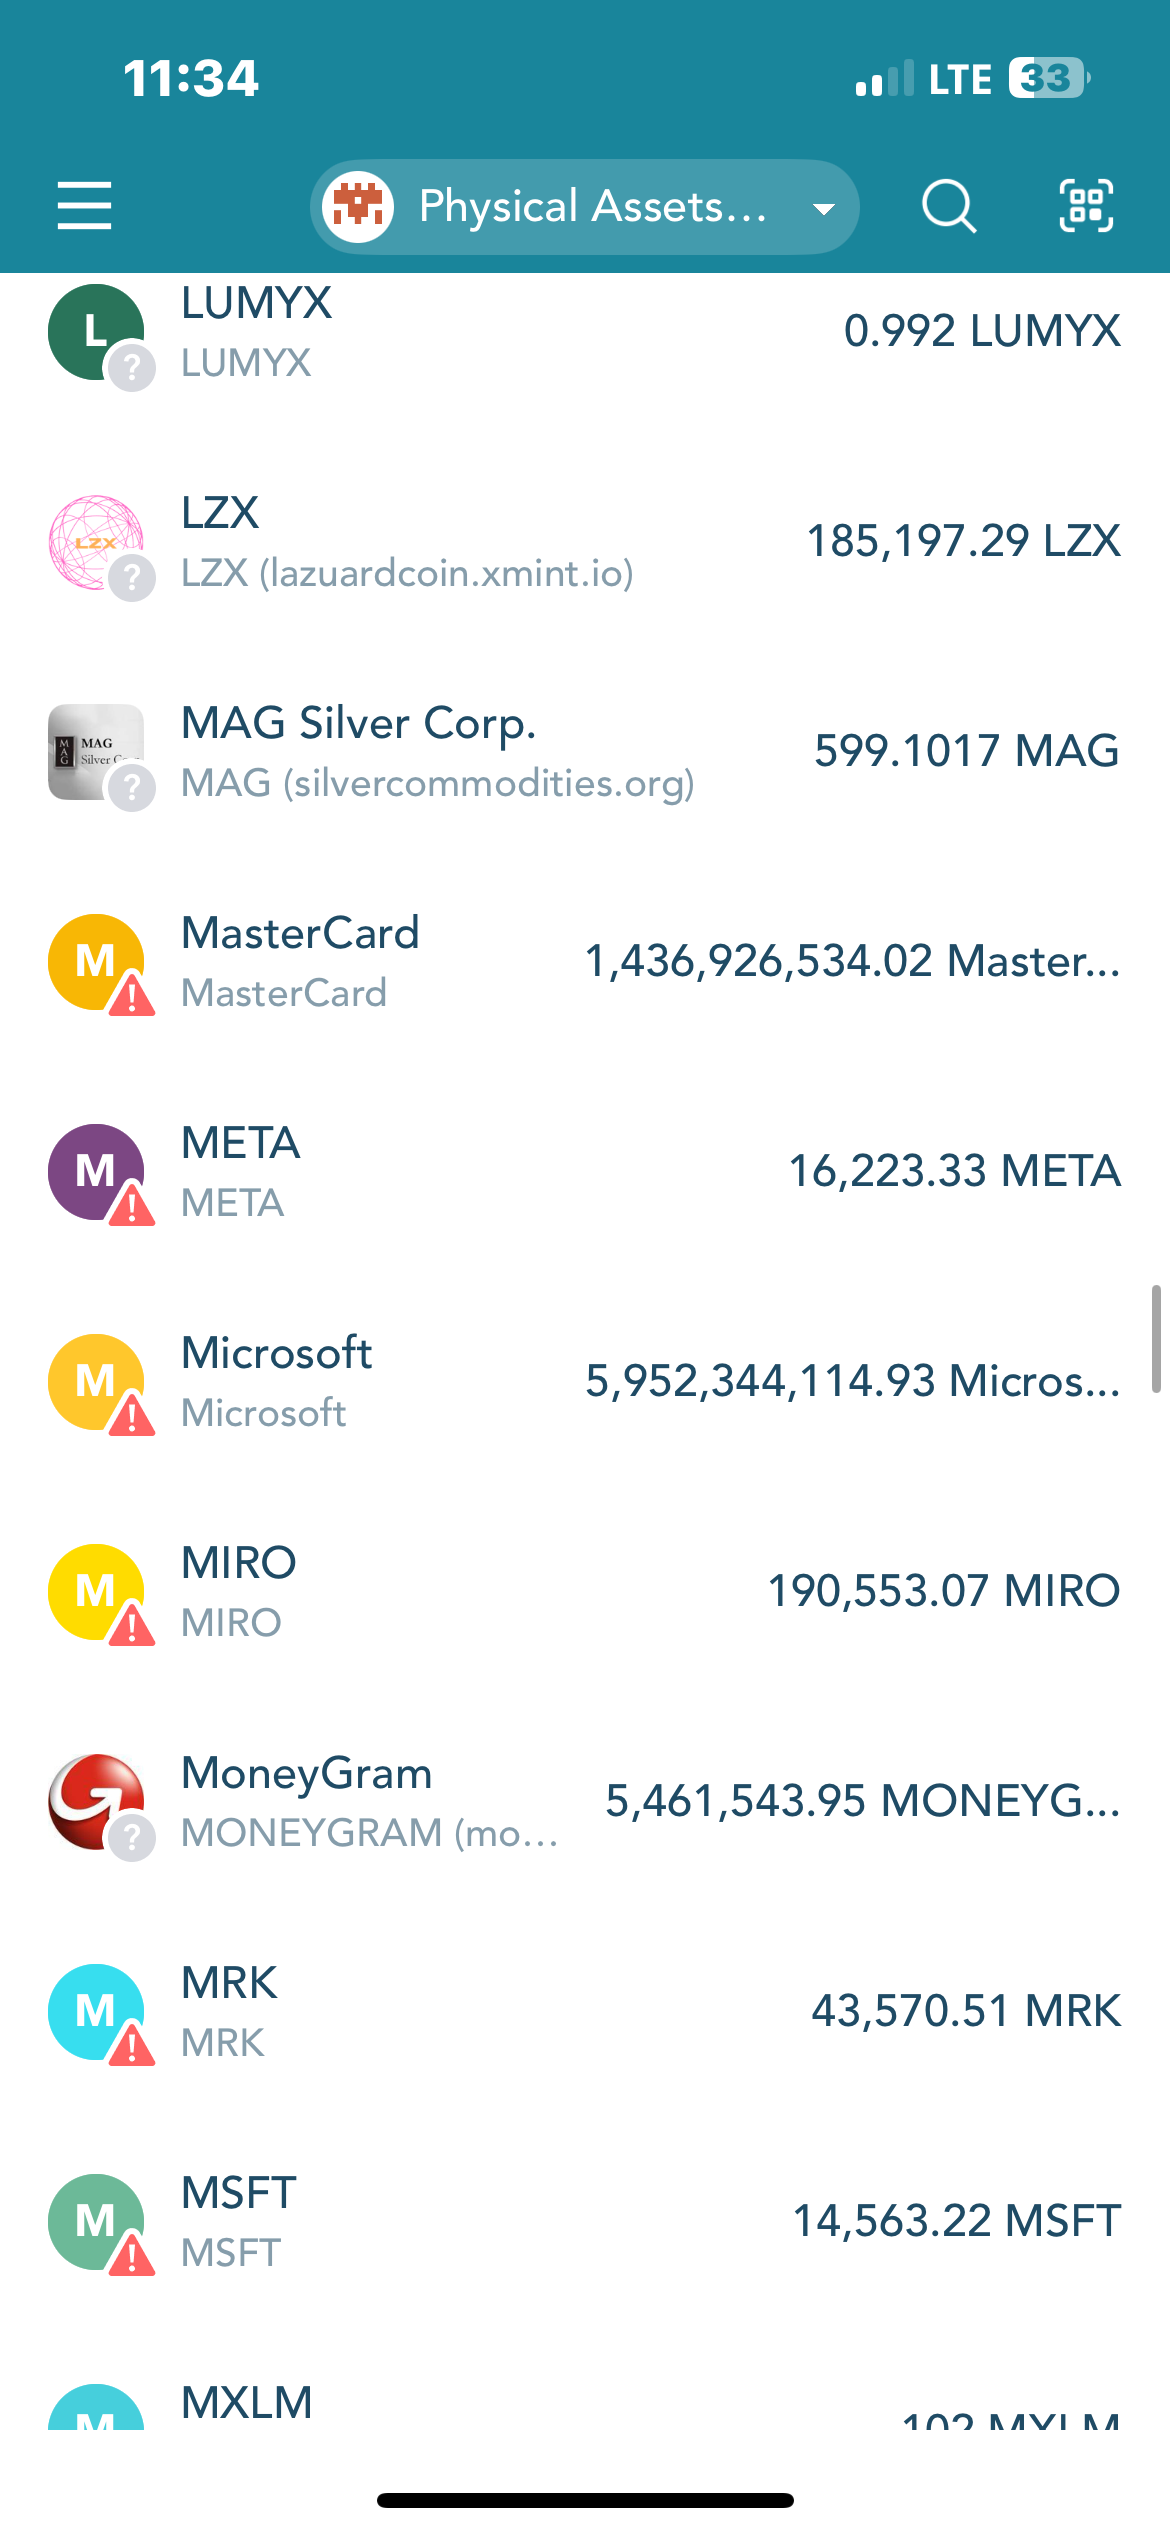 11:34
LTE 33
Physical Assets...
L
?
LUMYX
LUMYX
0.992 LUMYX
LZX
?
LZX
LZX (lazuardcoin.xmint.io)
185,197.29 LZX
MAG
MAG
Silver
?
MAG Silver Corp.
MAG (silvercommodities.org)
599.1017 MAG
M
!
MasterCard
MasterCard
1,436,926,534.02 Master...
M
!
META
META
16,223.33 META
M
!
Microsoft
Microsoft
5,952,344,114.93 Micros...
M
!
MIRO
MIRO
190,553.07 MIRO
?
MoneyGram
MONEYGRAM (mo...
5,461,543.95 MONEYG...
M
!
MRK
MRK
43,570.51 MRK
M
!
MSFT
MSFT
14,563.22 MSFT
M
MXLM
102 MXLM